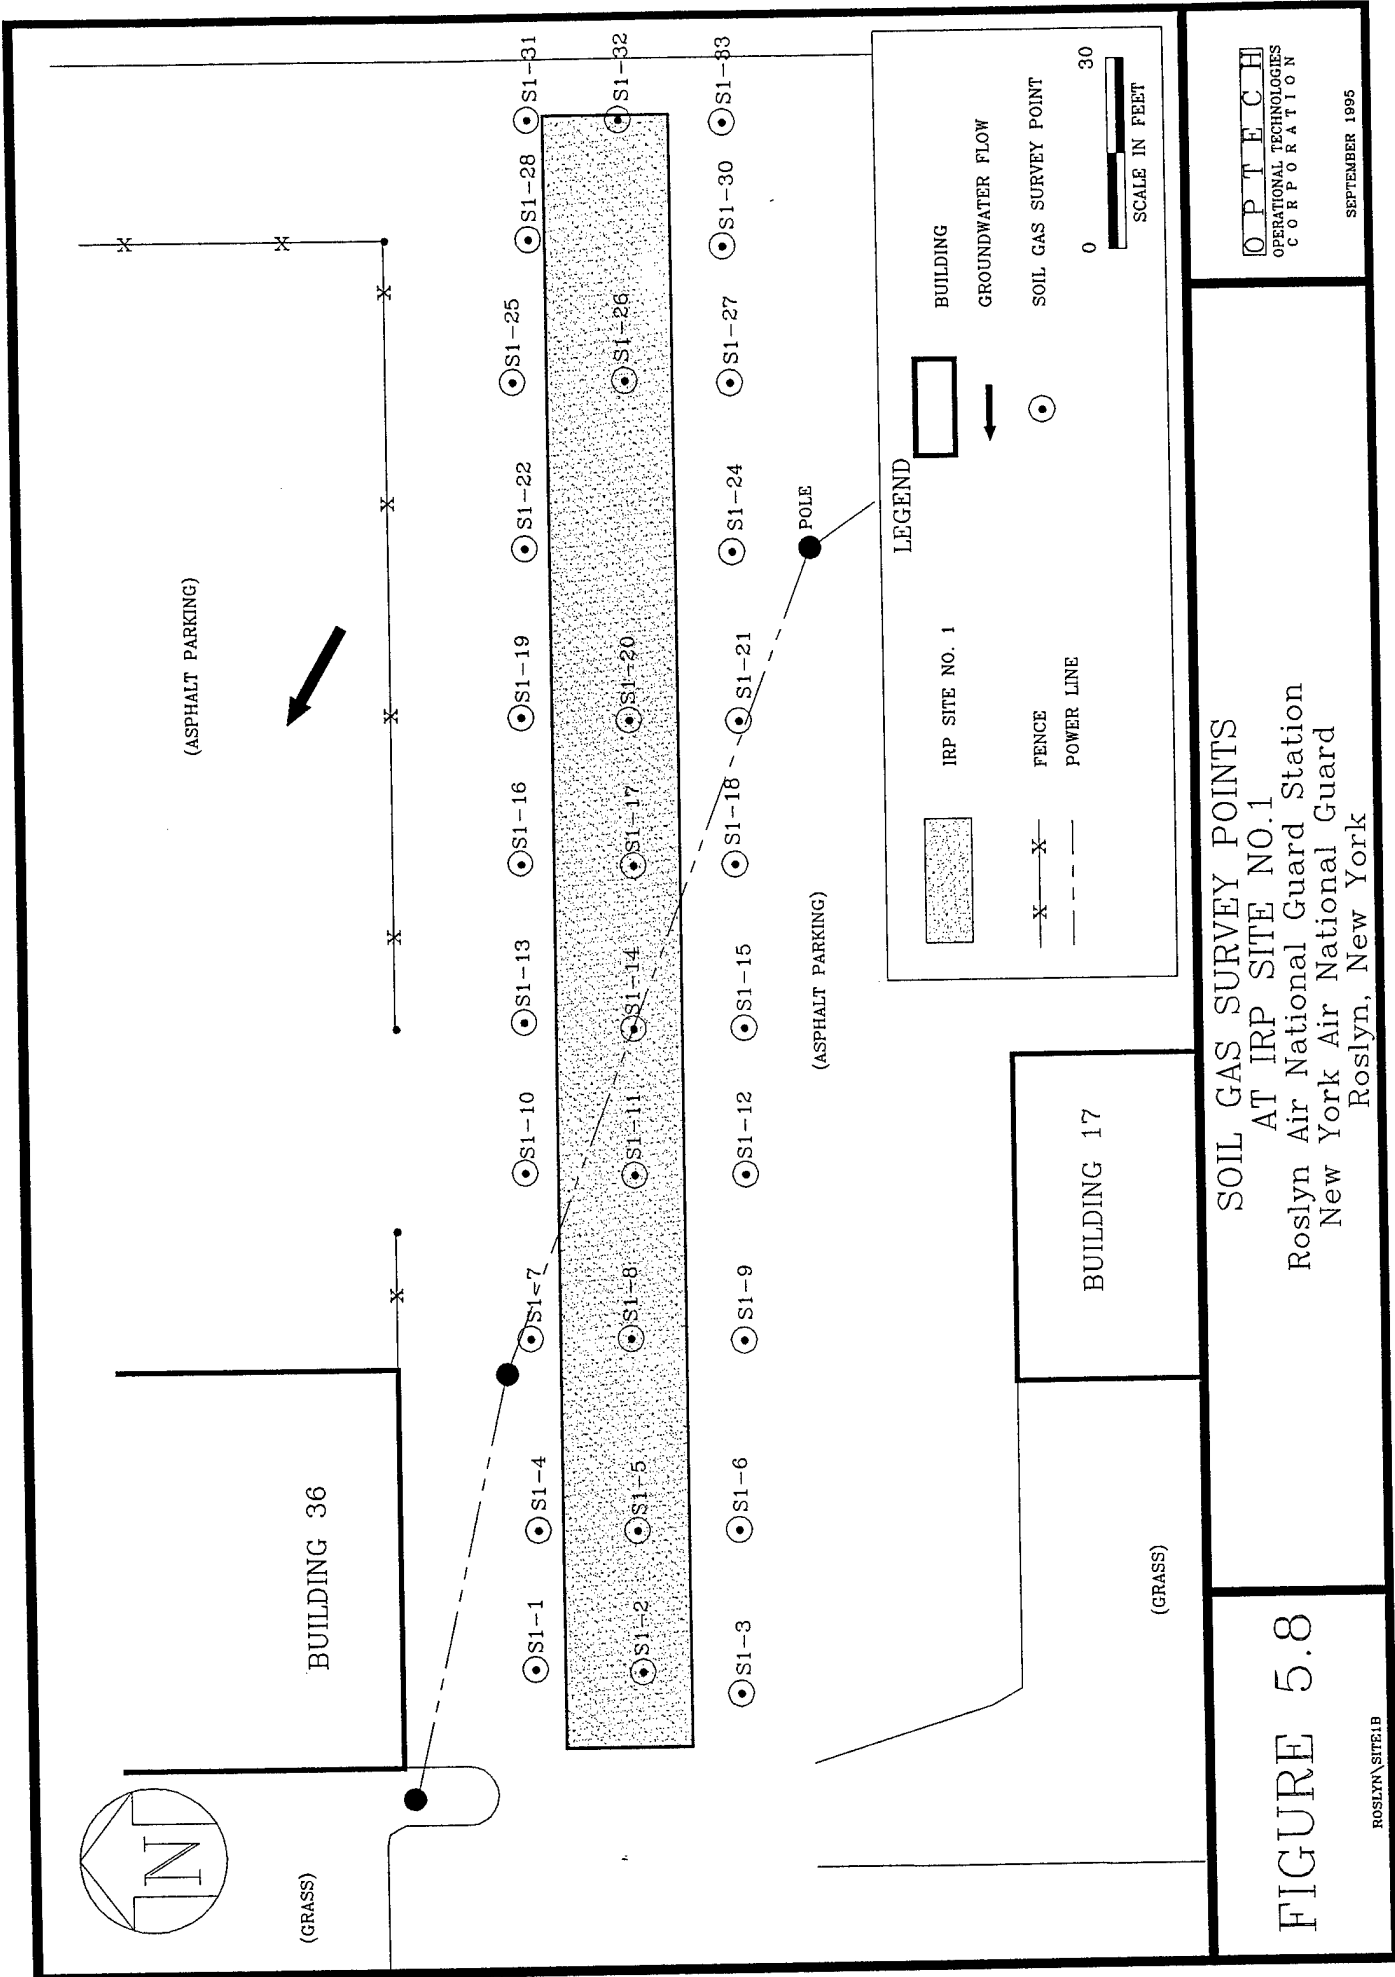 N
(GRASS)
BUILDING 36
(ASPHALT PARKING)
S1-1
S1-4
S1-7
S1-10
S1-13
S1-16
S1-19
S1-22
S1-25
S1-28
S1-31
S1-2
S1-5
S1-8
S1-11
S1-14
S1-17
S1-20
S1-26
S1-32
S1-3
S1-6
S1-9
S1-12
S1-15
S1-18
S1-21
S1-24
S1-27
S1-30
S1-33
POLE
(ASPHALT PARKING)
BUILDING 17
(GRASS)
LEGEND
IRP SITE NO. 1
BUILDING
GROUNDWATER FLOW
FENCE
SOIL GAS SURVEY POINT
POWER LINE
0 30
SCALE IN FEET
FIGURE 5.8
ROSLYN\SITE1B
SOIL GAS SURVEY POINTS
AT IRP SITE NO.1
Roslyn Air National Guard Station
New York Air National Guard
Roslyn, New York
OPTECH
OPERATIONAL TECHNOLOGIES
CORPORATION
SEPTEMBER 1995